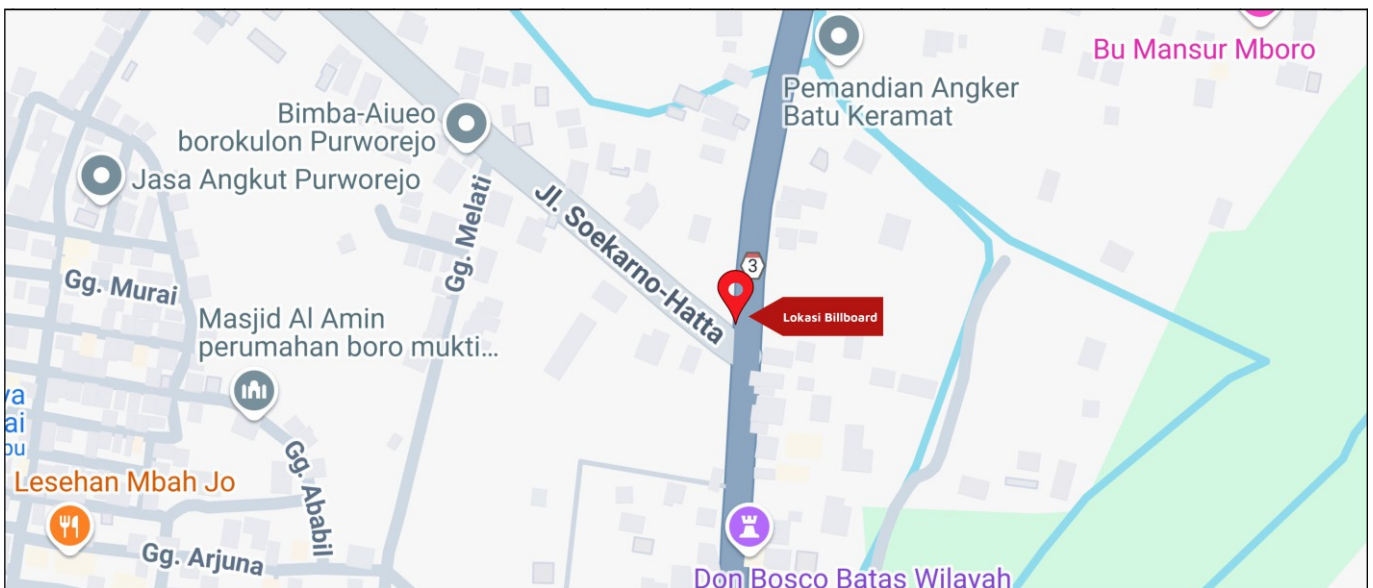 Bu Mansur Mboro
Pemandian Angker
Batu Keramat
Bimba-Aiueo
borokulon Purworejo
Jasa Angkut Purworejo
Gg. Melati
Jl. Soekarno-Hatta
3
Gg. Murai
Lokasi Billboard
Masjid Al Amin
perumahan boro mukti...
ya
ai
Lesehan Mbah Jo
Gg. Ababil
Gg. Arjuna
Don Bosco Batas Wilayah